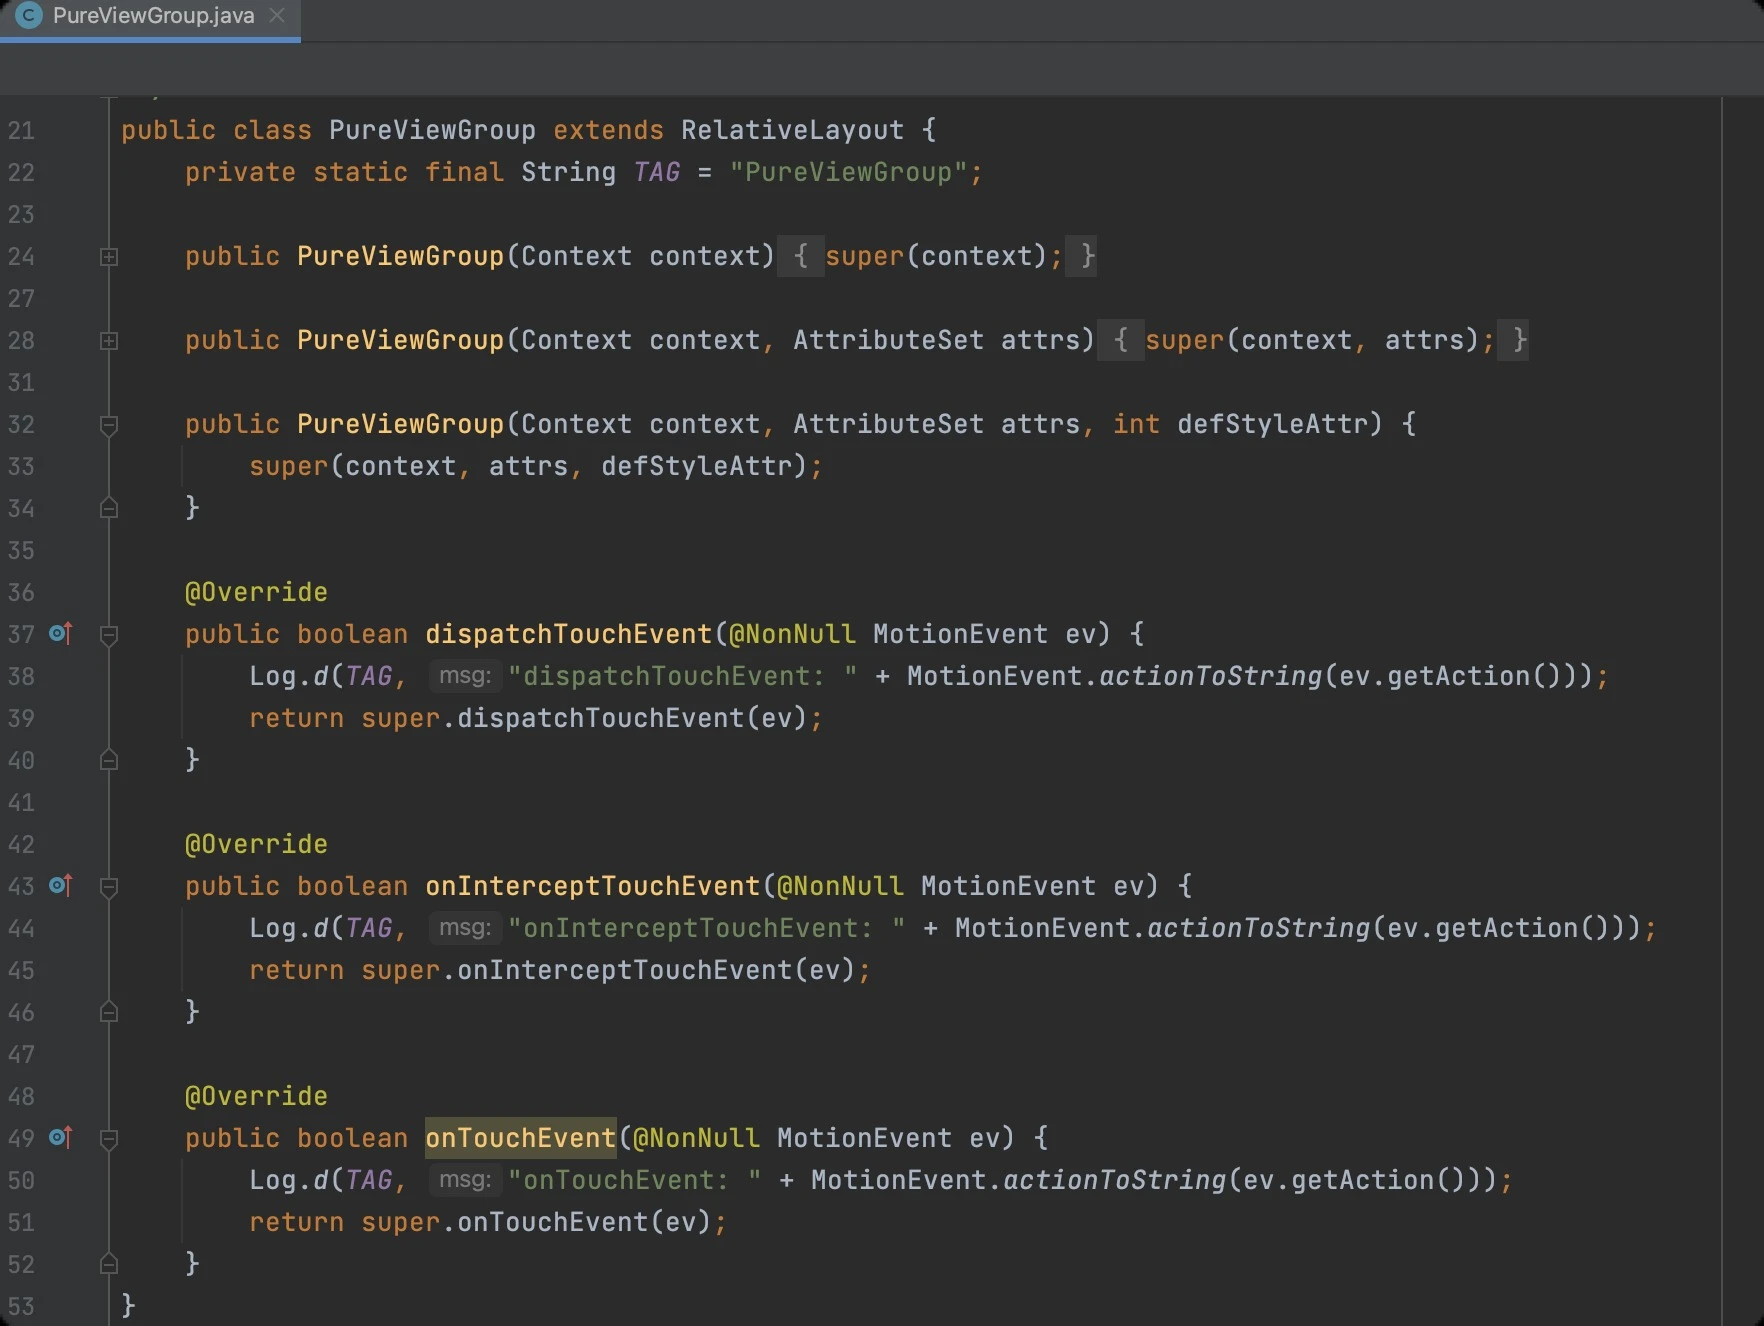 PureViewGroup.java
21 public class PureViewGroup extends RelativeLayout {
22 private static final String TAG = "PureViewGroup";
23
24 public PureViewGroup(Context context) { super(context); }
27
28 public PureViewGroup(Context context, AttributeSet attrs) { super(context, attrs); }
31
32 public PureViewGroup(Context context, AttributeSet attrs, int defStyleAttr) {
33 super(context, attrs, defStyleAttr);
34 }
35
36 @Override
37 public boolean dispatchTouchEvent(@NonNull MotionEvent ev) {
38 Log.d(TAG, msg: "dispatchTouchEvent: " + MotionEvent.actionToString(ev.getAction()));
39 return super.dispatchTouchEvent(ev);
40 }
41
42 @Override
43 public boolean onInterceptTouchEvent(@NonNull MotionEvent ev) {
44 Log.d(TAG, msg: "onInterceptTouchEvent: " + MotionEvent.actionToString(ev.getAction()));
45 return super.onInterceptTouchEvent(ev);
46 }
47
48 @Override
49 public boolean onTouchEvent(@NonNull MotionEvent ev) {
50 Log.d(TAG, msg: "onTouchEvent: " + MotionEvent.actionToString(ev.getAction()));
51 return super.onTouchEvent(ev);
52 }
53 }